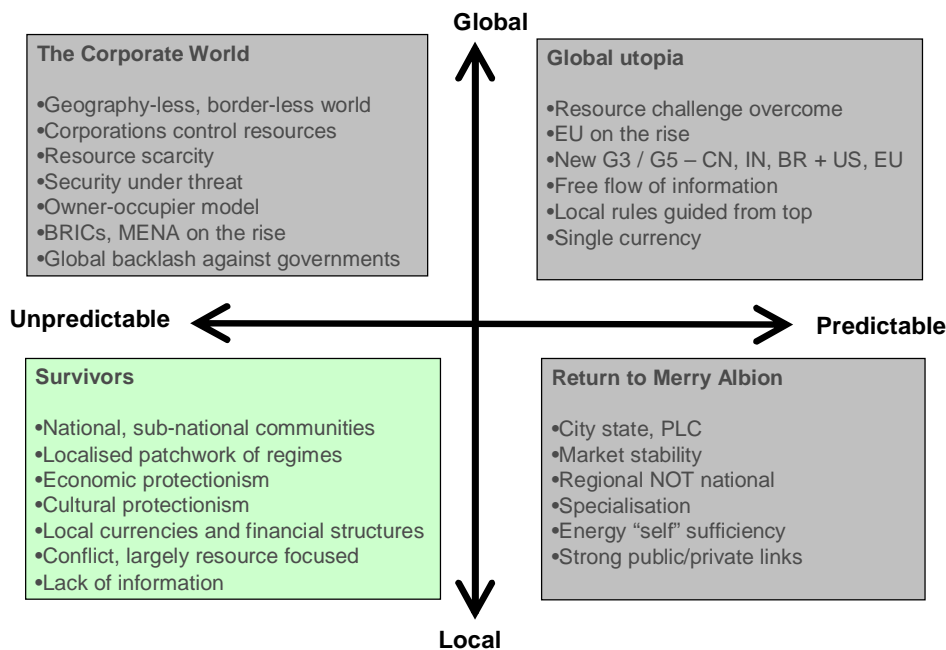 Global
The Corporate World
•Geography-less, border-less world
•Corporations control resources
•Resource scarcity
•Security under threat
•Owner-occupier model
•BRICs, MENA on the rise
•Global backlash against governments
Global utopia
•Resource challenge overcome
•EU on the rise
•New G3 / G5 – CN, IN, BR + US, EU
•Free flow of information
•Local rules guided from top
•Single currency
Unpredictable
Predictable
Survivors
•National, sub-national communities
•Localised patchwork of regimes
•Economic protectionism
•Cultural protectionism
•Local currencies and financial structures
•Conflict, largely resource focused
•Lack of information
Return to Merry Albion
•City state, PLC
•Market stability
•Regional NOT national
•Specialisation
•Energy “self” sufficiency
•Strong public/private links
Local